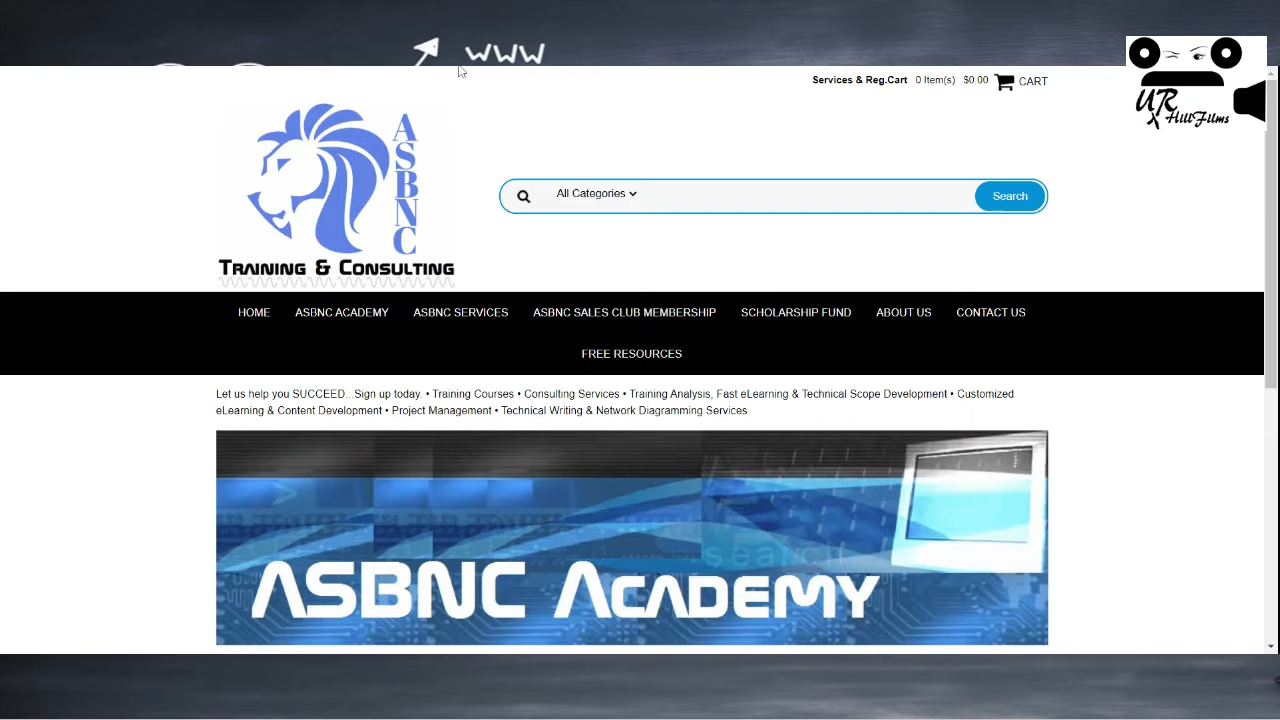 WWW
UR
HillFilms
Services & Reg.Cart 0 Item(s) $0.00 CART
ASBNC
Training & Consulting
All Categories
Search
HOME ASBNC ACADEMY ASBNC SERVICES ASBNC SALES CLUB MEMBERSHIP SCHOLARSHIP FUND ABOUT US CONTACT US
FREE RESOURCES
Let us help you SUCCEED...Sign up today. • Training Courses • Consulting Services • Training Analysis, Fast eLearning & Technical Scope Development • Customized
eLearning & Content Development • Project Management • Technical Writing & Network Diagramming Services
search
ASBNC Academy